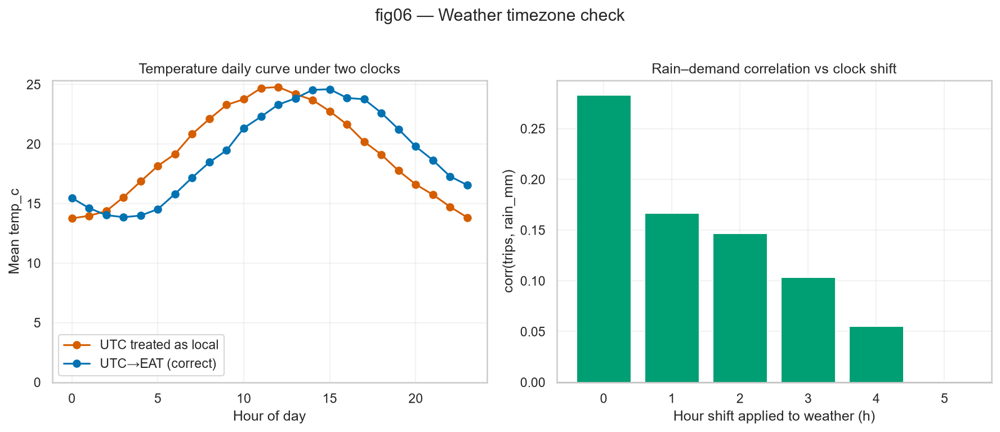 fig06 — Weather timezone check
Temperature daily curve under two clocks
Mean temp_c
25
20
15
10
5
0
UTC treated as local
UTC→EAT (correct)
0 5 10 15 20
Hour of day
Rain–demand correlation vs clock shift
corr(trips, rain_mm)
0.25
0.20
0.15
0.10
0.05
0.00
0 1 2 3 4 5
Hour shift applied to weather (h)